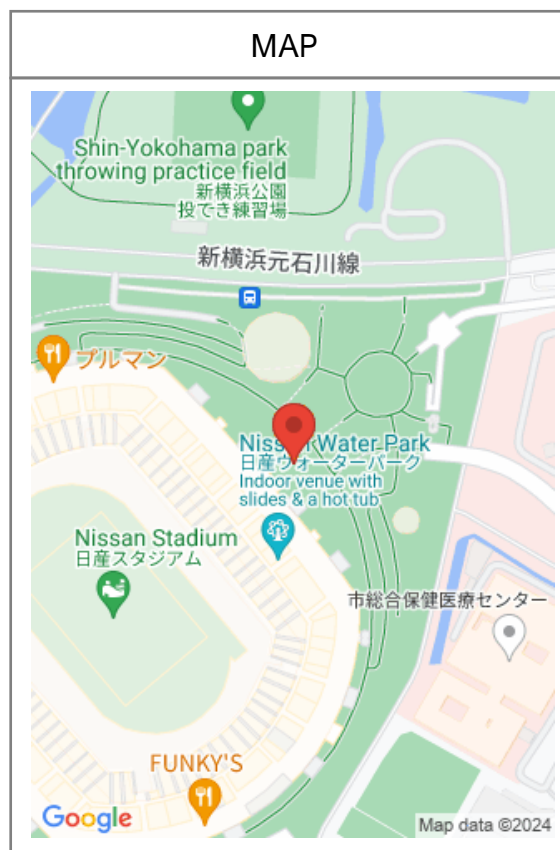 MAP
Shin-Yokohama park
throwing practice field
新横浜公園
投てき練習場
新横浜元石川線
プルマン
Nissan Water Park
日産ウォーターパーク
Indoor venue with
slides & a hot tub
Nissan Stadium
日産スタジアム
市総合保健医療センター
FUNKY'S
Google
Map data ©2024